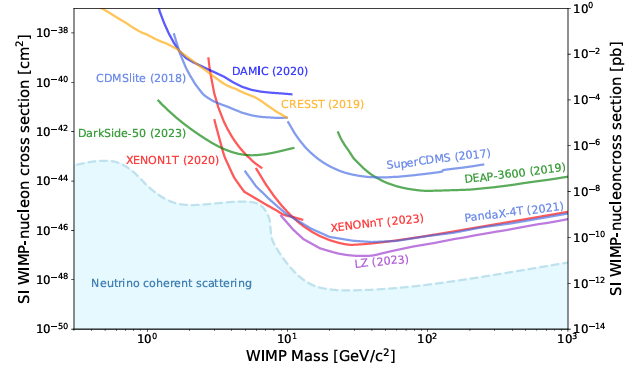 10⁻³⁸
10⁻⁴⁰
10⁻⁴²
10⁻⁴⁴
10⁻⁴⁶
10⁻⁴⁸
10⁻⁵⁰
SI WIMP-nucleon cross section [cm²]
DAMIC (2020)
CDMSlite (2018)
CRESST (2019)
DarkSide-50 (2023)
XENON1T (2020)
SuperCDMS (2017)
DEAP-3600 (2019)
PandaX-4T (2021)
XENONnT (2023)
LZ (2023)
Neutrino coherent scattering
10⁰
10⁻²
10⁻⁴
10⁻⁶
10⁻⁸
10⁻¹⁰
10⁻¹²
10⁻¹⁴
SI WIMP-nucleoncross section [pb]
10⁰
10¹
10²
10³
WIMP Mass [GeV/c²]